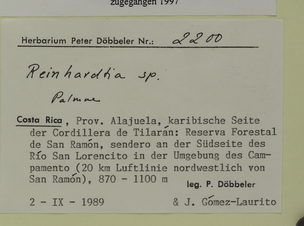 zugegangen 1997
Herbarium Peter Döbbeler Nr.: 2200
Reinhardtia sp.
Palmae
Costa Rica, Prov. Alajuela, karibische Seite
der Cordillera de Tilarán: Reserva Forestal
de San Ramón, sendero an der Südseite des
Río San Lorencito in der Umgebung des Cam-
pamento (20 km Luftlinie nordwestlich von
San Ramón), 870 - 1100 m
leg. P. Döbbeler
2 - IX - 1989 & J. Gómez-Laurito